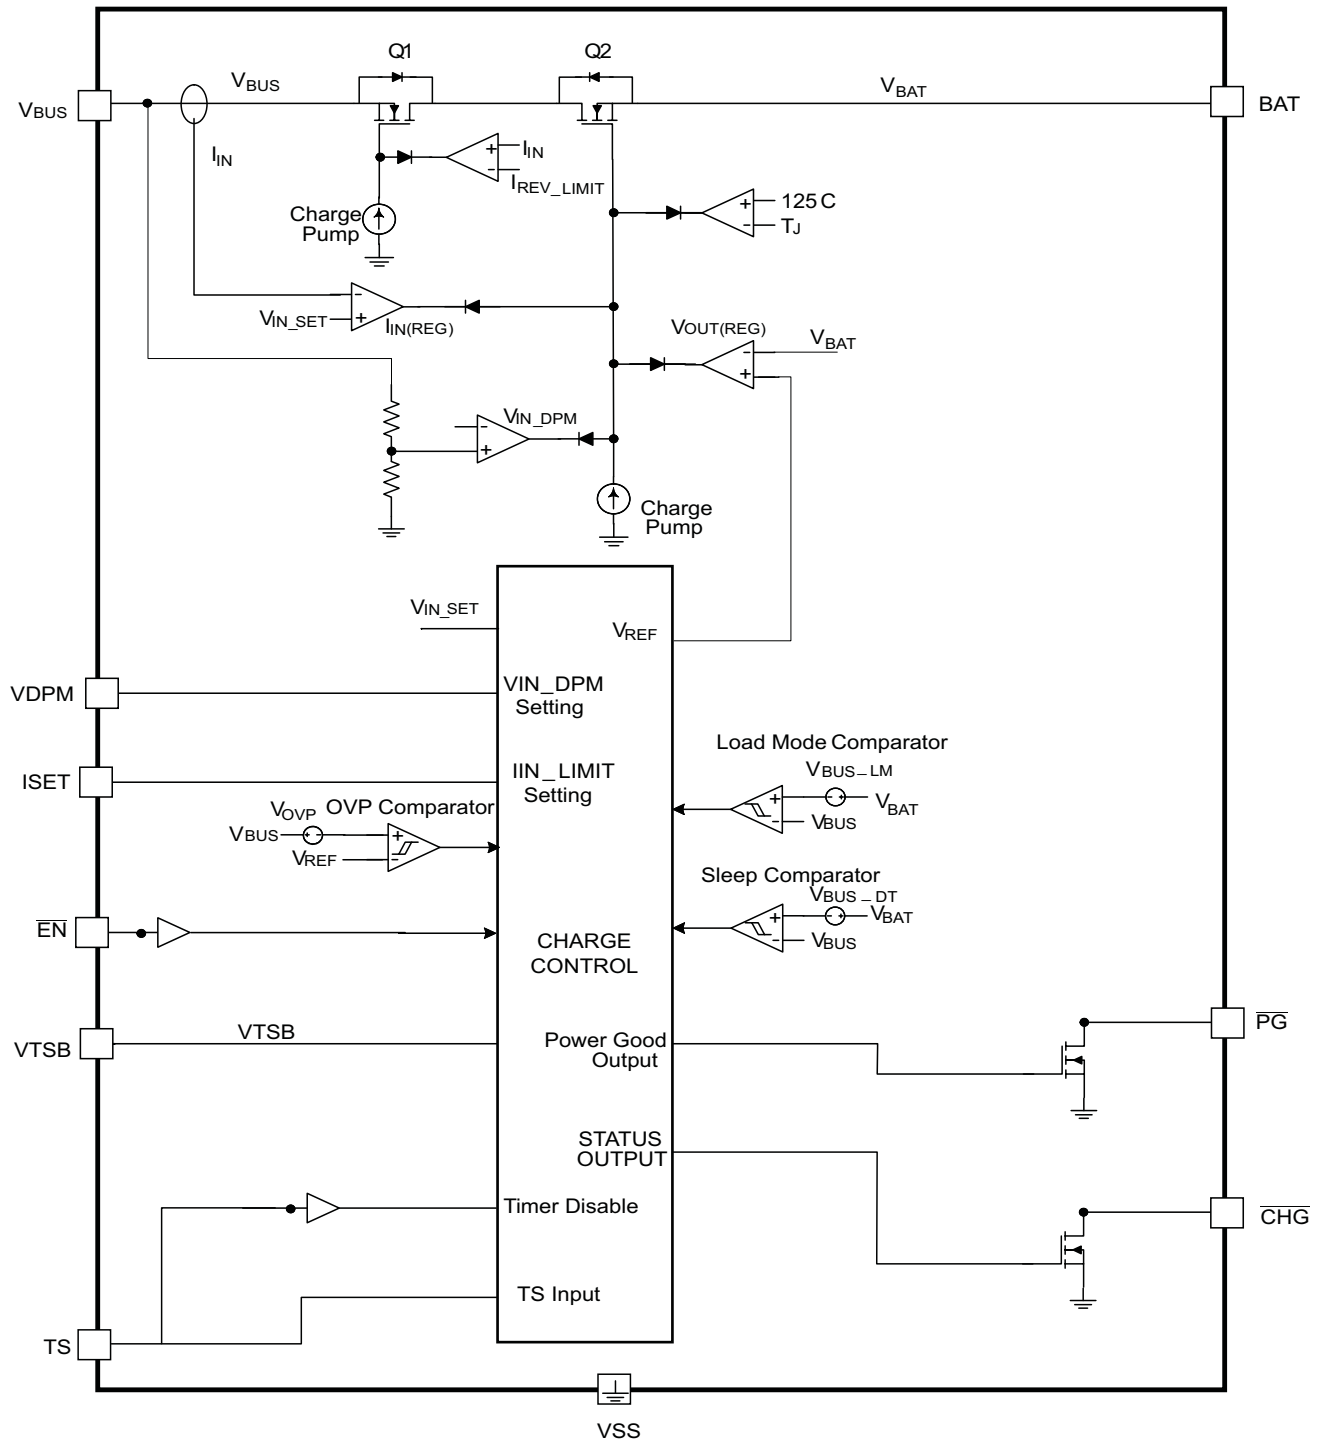 Q1
Q2
VBUS
VBAT
VBUS
BAT
IIN
IIN
IREV_LIMIT
125 C
TJ
Charge
Pump
VIN_SET
IIN(REG)
VOUT(REG)
VBAT
VIN_DPM
Charge
Pump
VIN_SET
VREF
VDPM
VIN_DPM
Setting
ISET
IIN_LIMIT
Setting
Load Mode Comparator
VBUS_LM
VBAT
VBUS
VOVP
OVP Comparator
VBUS
VREF
Sleep Comparator
VBUS_DT
VBAT
VBUS
EN
CHARGE
CONTROL
VTSB
VTSB
Power Good
Output
PG
STATUS
OUTPUT
Timer Disable
CHG
TS Input
TS
VSS